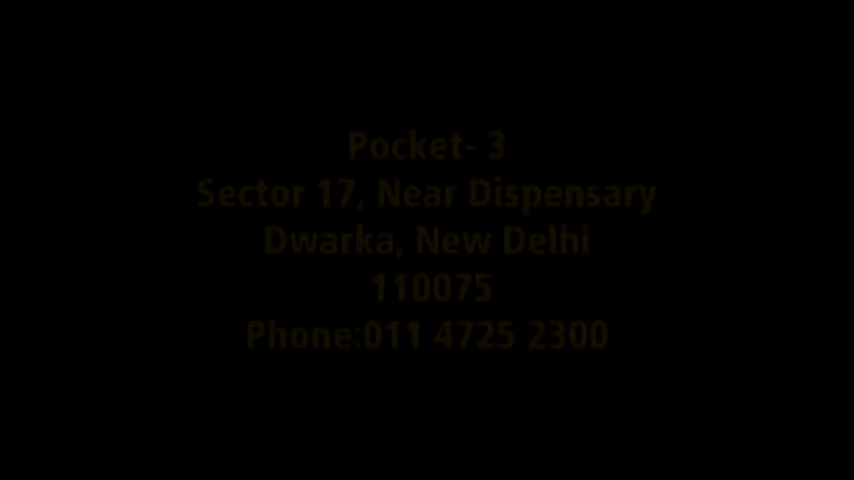 Pocket- 3
Sector 17, Near Dispensary
Dwarka, New Delhi
110075
Phone:011 4725 2300